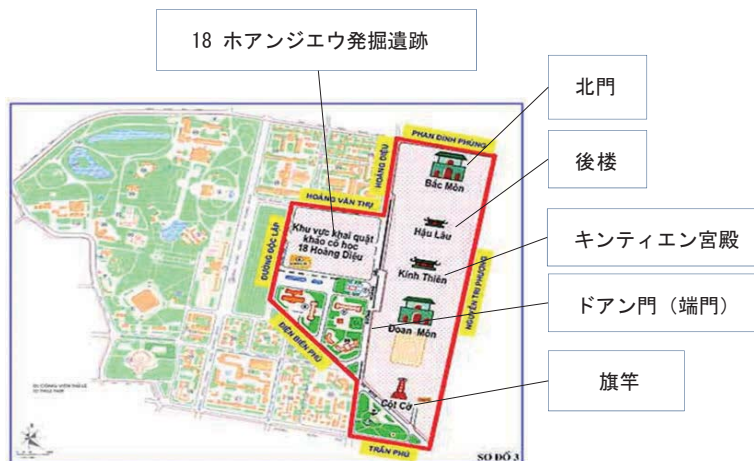 18 ホアンジエウ発掘遺跡
北門
後楼
キンティエン宮殿
ドアン門（端門）
旗竿
PHAN ĐÌNH PHÙNG
HOÀNG DIỆU
HOÀNG VĂN THỤ
ĐƯỜNG ĐỘC LẬP
Khu vực khai quật
khảo cổ học
18 Hoàng Diệu
Bắc Môn
Hậu Lâu
Kính Thiên
NGUYỄN TRI PHƯƠNG
Đoan Môn
ĐIỆN BIÊN PHỦ
Cột Cờ
TRẦN PHÚ
SƠ ĐỒ 3